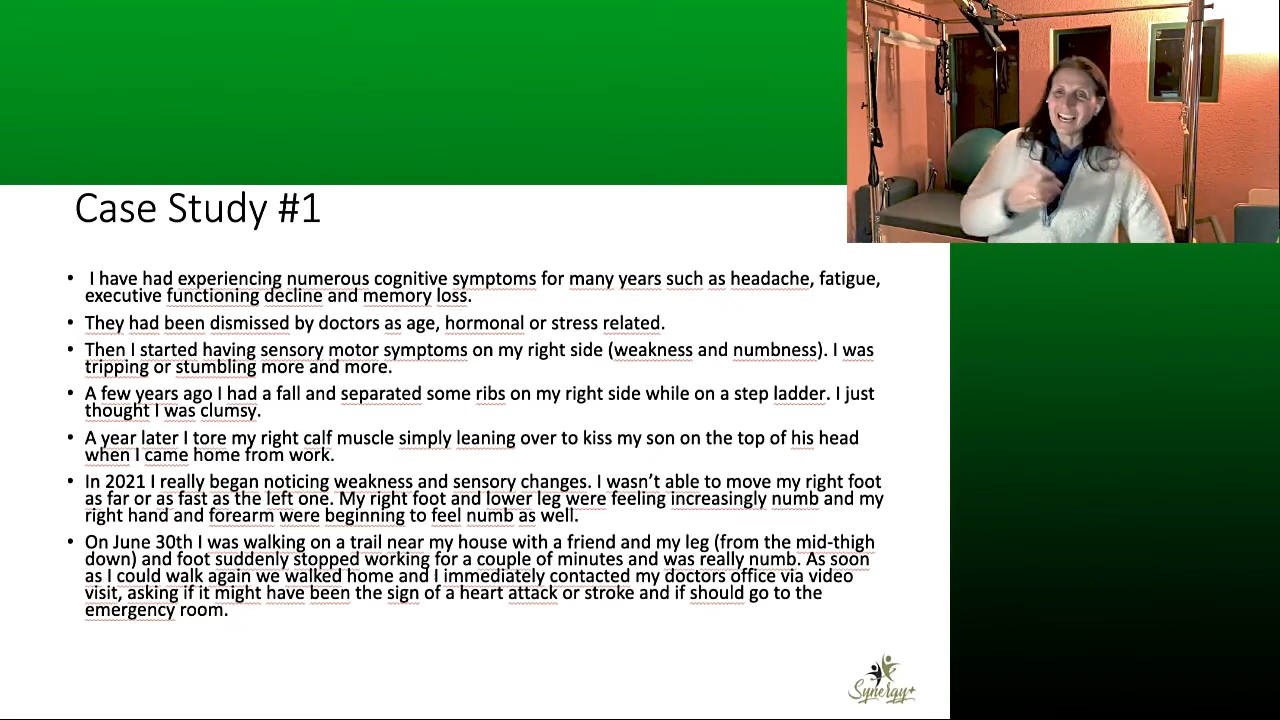 Case Study #1
• I have had experiencing numerous cognitive symptoms for many years such as headache, fatigue,
executive functioning decline and memory loss.
• They had been dismissed by doctors as age, hormonal or stress related.
• Then I started having sensory motor symptoms on my right side (weakness and numbness). I was
tripping or stumbling more and more.
• A few years ago I had a fall and separated some ribs on my right side while on a step ladder. I just
thought I was clumsy.
• A year later I tore my right calf muscle simply leaning over to kiss my son on the top of his head
when I came home from work.
• In 2021 I really began noticing weakness and sensory changes. I wasn’t able to move my right foot
as far or as fast as the left one. My right foot and lower leg were feeling increasingly numb and my
right hand and forearm were beginning to feel numb as well.
• On June 30th I was walking on a trail near my house with a friend and my leg (from the mid-thigh
down) and foot suddenly stopped working for a couple of minutes and was really numb. As soon
as I could walk again we walked home and I immediately contacted my doctors office via video
visit, asking if it might have been the sign of a heart attack or stroke and if should go to the
emergency room.
Synergy+